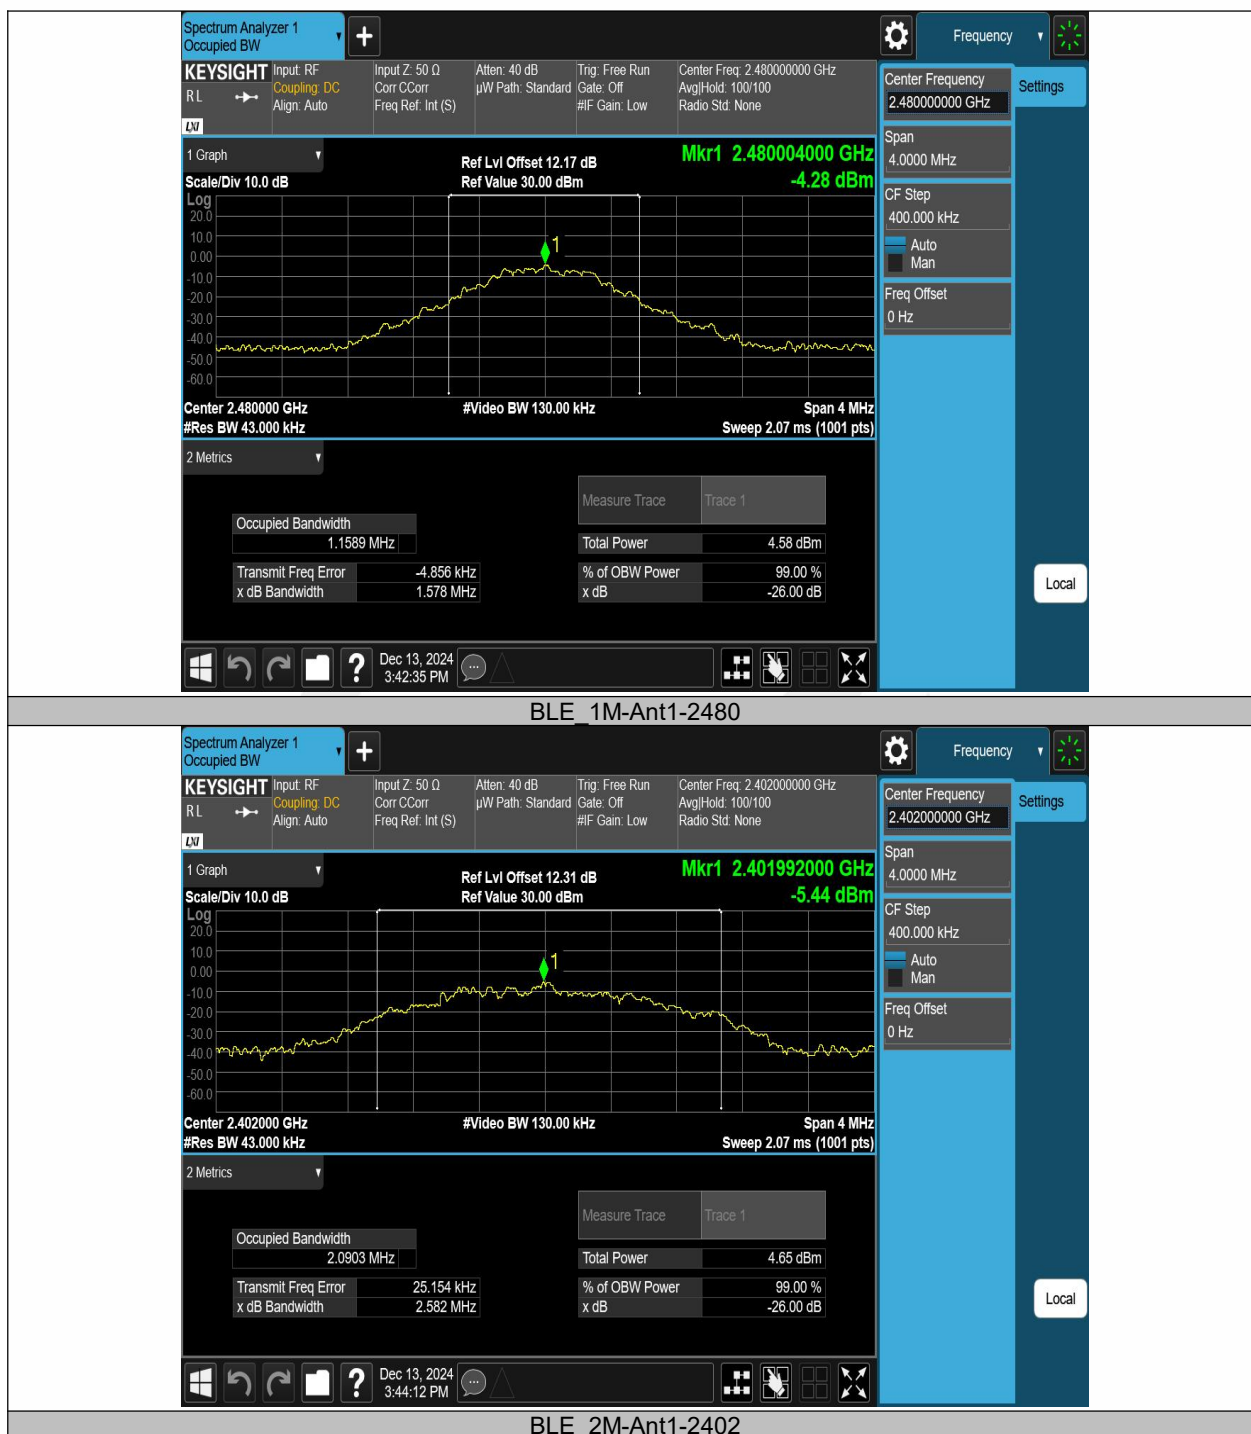 Spectrum Analyzer 1
Occupied BW
Frequency
KEYSIGHT
RL
LXI
Input: RF
Coupling: DC
Align: Auto
Input Z: 50 Ω
Corr CCorr
Freq Ref: Int (S)
Atten: 40 dB
µW Path: Standard
Trig: Free Run
Gate: Off
#IF Gain: Low
Center Freq: 2.480000000 GHz
Avg|Hold: 100/100
Radio Std: None
Center Frequency
2.480000000 GHz
Settings
Span
4.0000 MHz
CF Step
400.000 kHz
Auto
Man
Freq Offset
0 Hz
1 Graph
Scale/Div 10.0 dB
Ref Lvl Offset 12.17 dB
Ref Value 30.00 dBm
Mkr1 2.480004000 GHz
-4.28 dBm
Log
20.0
10.0
0.00
-10.0
-20.0
-30.0
-40.0
-50.0
-60.0
1
Center 2.480000 GHz
#Video BW 130.00 kHz
Span 4 MHz
#Res BW 43.000 kHz
Sweep 2.07 ms (1001 pts)
2 Metrics
Measure Trace
Trace 1
Occupied Bandwidth
1.1589 MHz
Total Power
4.58 dBm
Transmit Freq Error
-4.856 kHz
% of OBW Power
99.00 %
x dB Bandwidth
1.578 MHz
x dB
-26.00 dB
Local
?
Dec 13, 2024
3:42:35 PM
BLE_1M-Ant1-2480
Spectrum Analyzer 1
Occupied BW
Frequency
KEYSIGHT
RL
LXI
Input: RF
Coupling: DC
Align: Auto
Input Z: 50 Ω
Corr CCorr
Freq Ref: Int (S)
Atten: 40 dB
µW Path: Standard
Trig: Free Run
Gate: Off
#IF Gain: Low
Center Freq: 2.402000000 GHz
Avg|Hold: 100/100
Radio Std: None
Center Frequency
2.402000000 GHz
Settings
Span
4.0000 MHz
CF Step
400.000 kHz
Auto
Man
Freq Offset
0 Hz
1 Graph
Scale/Div 10.0 dB
Ref Lvl Offset 12.31 dB
Ref Value 30.00 dBm
Mkr1 2.401992000 GHz
-5.44 dBm
Log
20.0
10.0
0.00
-10.0
-20.0
-30.0
-40.0
-50.0
-60.0
1
Center 2.402000 GHz
#Video BW 130.00 kHz
Span 4 MHz
#Res BW 43.000 kHz
Sweep 2.07 ms (1001 pts)
2 Metrics
Measure Trace
Trace 1
Occupied Bandwidth
2.0903 MHz
Total Power
4.65 dBm
Transmit Freq Error
25.154 kHz
% of OBW Power
99.00 %
x dB Bandwidth
2.582 MHz
x dB
-26.00 dB
Local
?
Dec 13, 2024
3:44:12 PM
BLE_2M-Ant1-2402